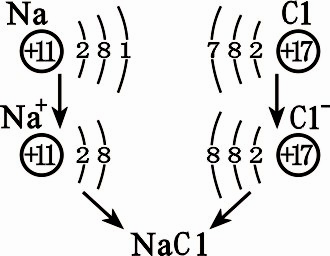 Na Cl
+11 2 8 1 7 8 2 +17
Na⁺ Cl⁻
+11 2 8 8 8 2 +17
NaCl